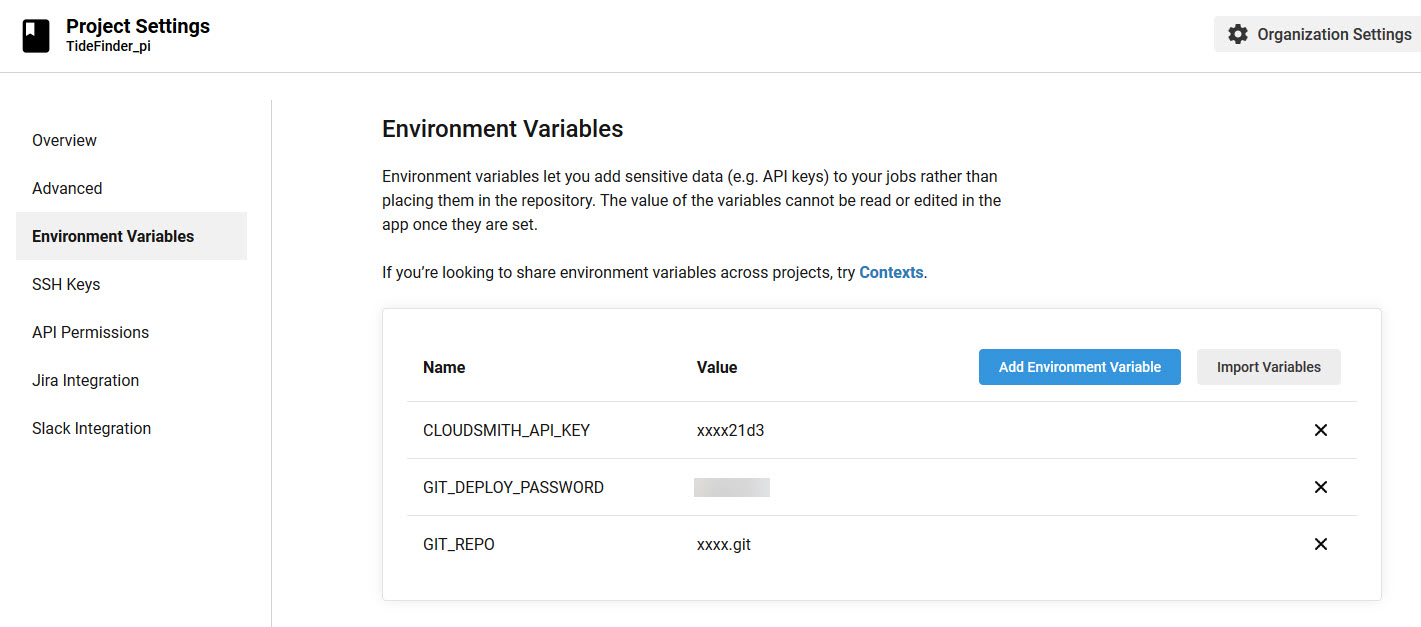 Project Settings
TideFinder_pi
Organization Settings
Overview
Advanced
Environment Variables
SSH Keys
API Permissions
Jira Integration
Slack Integration
Environment Variables
Environment variables let you add sensitive data (e.g. API keys) to your jobs rather than
placing them in the repository. The value of the variables cannot be read or edited in the
app once they are set.
If you’re looking to share environment variables across projects, try Contexts.
Name Value Add Environment Variable Import Variables
CLOUDSMITH_API_KEY xxxx21d3
GIT_DEPLOY_PASSWORD
GIT_REPO xxxx.git